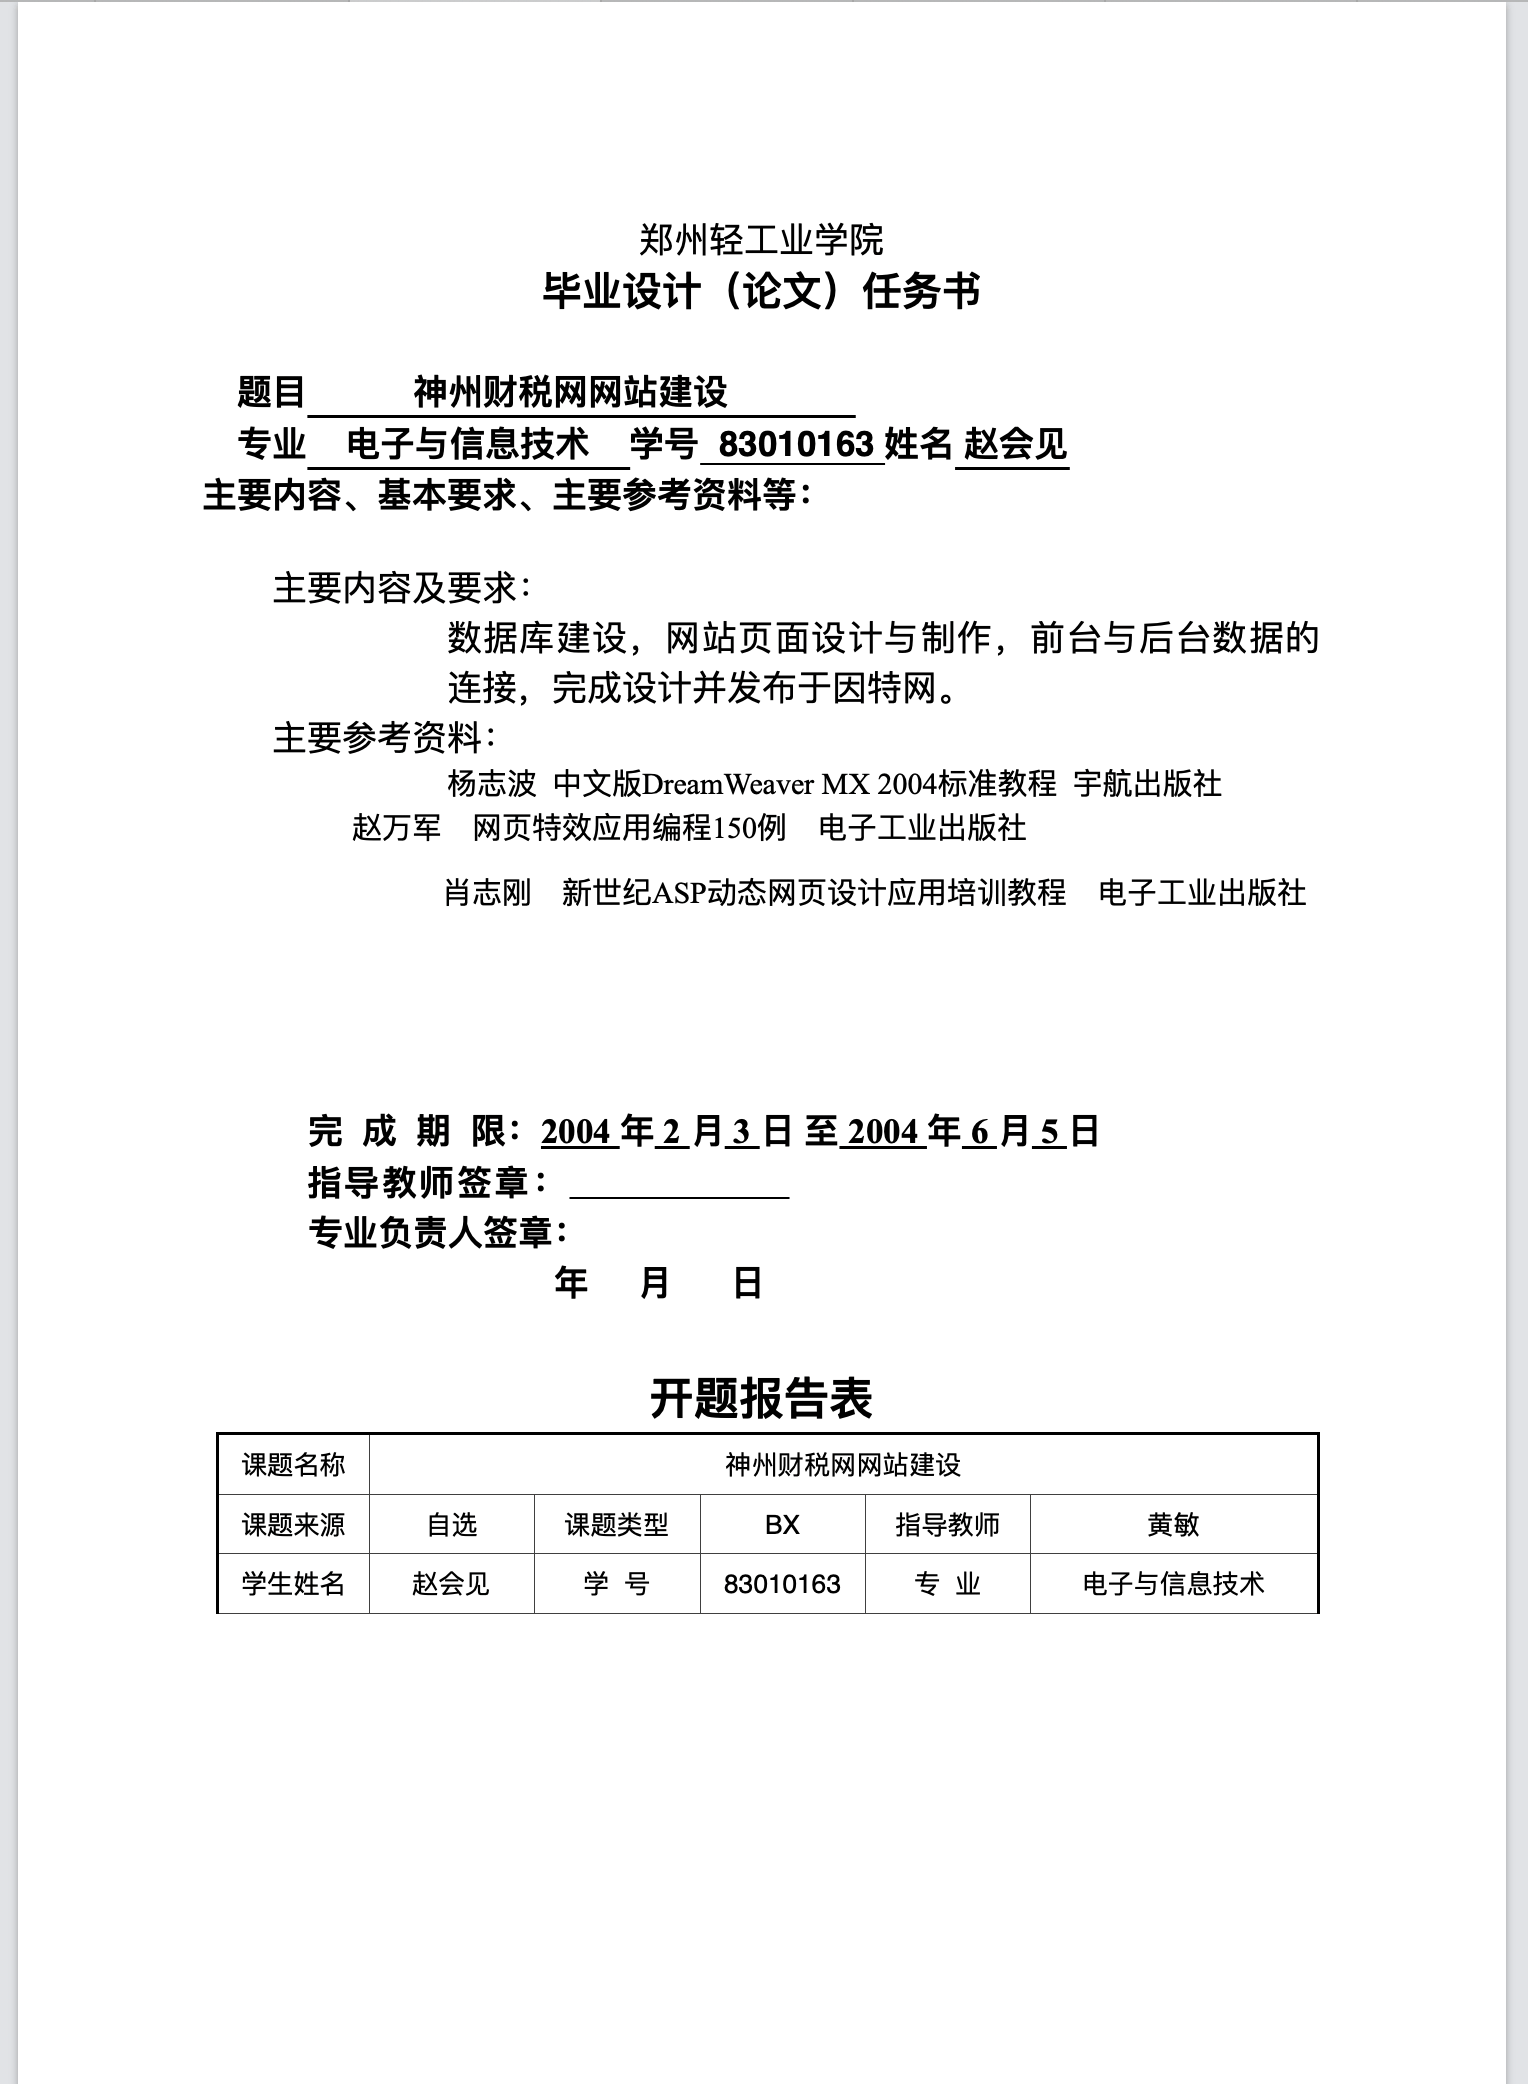 郑州轻工业学院
毕业设计（论文）任务书
题目 神州财税网网站建设
专业 电子与信息技术 学号 83010163 姓名 赵会见
主要内容、基本要求、主要参考资料等：
主要内容及要求：
数据库建设，网站页面设计与制作，前台与后台数据的
连接，完成设计并发布于因特网。
主要参考资料：
杨志波 中文版DreamWeaver MX 2004标准教程 宇航出版社
赵万军 网页特效应用编程150例 电子工业出版社
肖志刚 新世纪ASP动态网页设计应用培训教程 电子工业出版社
完 成 期 限：2004 年 2 月 3 日 至 2004 年 6 月 5 日
指导教师签章：
专业负责人签章：
年 月 日
开题报告表
课题名称 神州财税网网站建设
课题来源 自选 课题类型 BX 指导教师 黄敏
学生姓名 赵会见 学 号 83010163 专 业 电子与信息技术